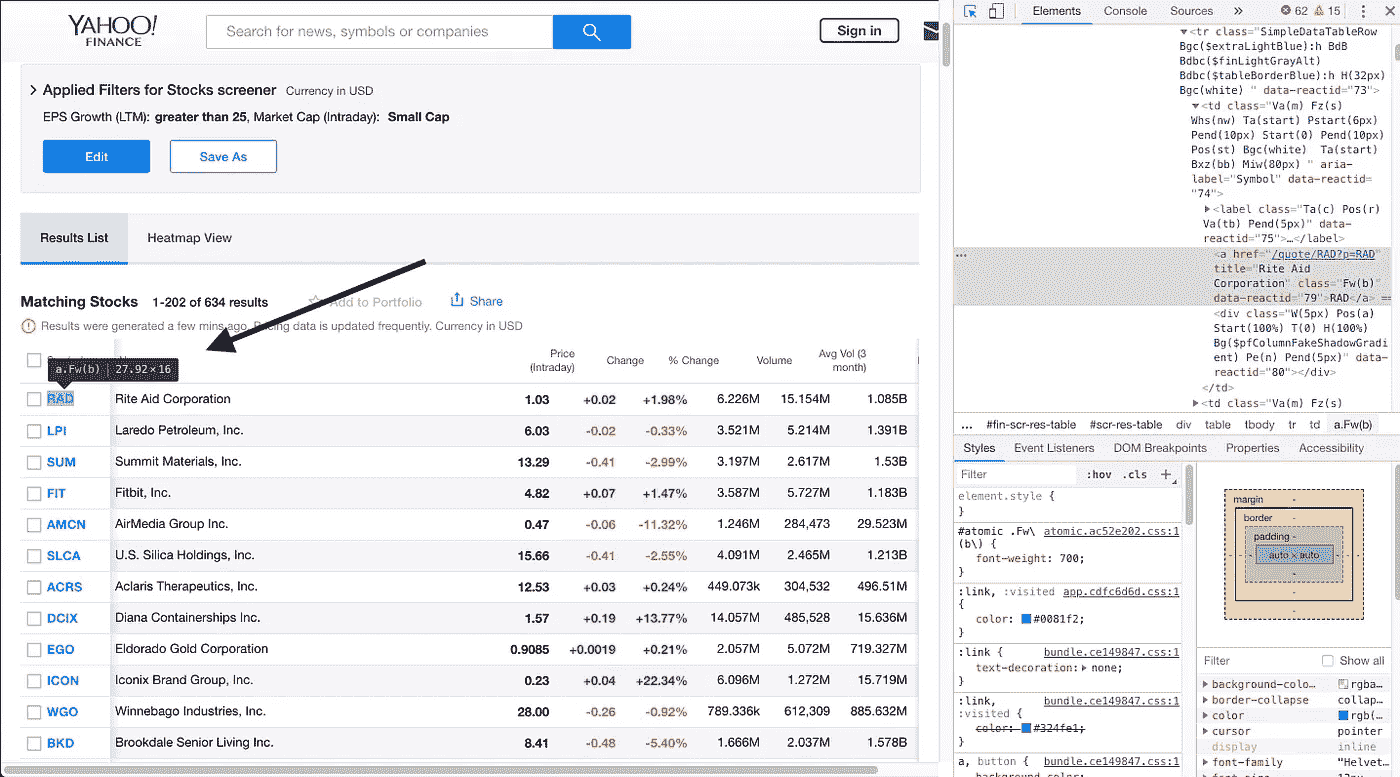 YAHOO!
FINANCE
Search for news, symbols or companies
Sign in
Applied Filters for Stocks screener Currency in USD
EPS Growth (LTM): greater than 25, Market Cap (Intraday): Small Cap
Edit Save As
Results List Heatmap View
Matching Stocks 1-202 of 634 results Add to Portfolio Share
Results were generated a few mins ago. data is updated frequently. Currency in USD
a.Fw(b) 27.92×16
Price (Intraday) Change % Change Volume Avg Vol (3 month)
RAD Rite Aid Corporation 1.03 +0.02 +1.98% 6.226M 15.154M 1.085B
LPI Laredo Petroleum, Inc. 6.03 -0.02 -0.33% 3.521M 5.214M 1.391B
SUM Summit Materials, Inc. 13.29 -0.41 -2.99% 3.197M 2.617M 1.53B
FIT Fitbit, Inc. 4.82 +0.07 +1.47% 3.587M 5.727M 1.183B
AMCN AirMedia Group Inc. 0.47 -0.06 -11.32% 1.246M 284,473 29.523M
SLCA U.S. Silica Holdings, Inc. 15.66 -0.41 -2.55% 4.091M 2.465M 1.213B
ACRS Aclaris Therapeutics, Inc. 12.53 +0.03 +0.24% 449.073k 304,532 496.51M
DCIX Diana Containerships Inc. 1.57 +0.19 +13.77% 14.057M 485,528 15.636M
EGO Eldorado Gold Corporation 0.9085 +0.0019 +0.21% 2.057M 5.072M 719.327M
ICON Iconix Brand Group, Inc. 0.23 +0.04 +22.34% 6.096M 1.272M 15.719M
WGO Winnebago Industries, Inc. 28.00 -0.26 -0.92% 789.336k 612,309 885.632M
BKD Brookdale Senior Living Inc. 8.41 -0.48 -5.40% 1.666M 2.037M 1.578B
Elements Console Sources » 62 15
<tr class="SimpleDataTableRow
Bgc($extraLightBlue):h BdB
Bdbc($finLightGrayAlt)
Bdbc($tableBorderBlue):h H(32px)
Bgc(white) " data-reactid="73">
<td class="Va(m) Fz(s)
Whs(nw) Ta(start) Pstart(6px)
Pend(10px) Start(0) Pend(10px)
Pos(st) Bgc(white) Ta(start)
Bxz(bb) Miw(80px) " aria-
label="Symbol" data-reactid=
"74">
<label class="Ta(c) Pos(r)
Va(tb) Pend(5px)" data-
reactid="75">…</label>
... <a href="/quote/RAD?p=RAD"
title="Rite Aid
Corporation" class="Fw(b)"
data-reactid="79">RAD</a> ==
<div class="W(5px) Pos(a)
Start(100%) T(0) H(100%)
Bg($pfColumnFakeShadowGradi
ent) Pe(n) Pend(5px)" data-
reactid="80"></div>
</td>
<td class="Va(m) Fz(s)
... #fin-scr-res-table #scr-res-table div table tbody tr td a.Fw(b)
Styles Event Listeners DOM Breakpoints Properties Accessibility
Filter :hov .cls +
element.style {
}
#atomic .Fw\ atomic.ac52e202.css:1
(b\) {
font-weight: 700;
}
:link, :visited app.cdfc6d6d.css:1
{
color: #0081f2;
}
:link { bundle.ce149847.css:1
text-decoration: none;
}
:link, bundle.ce149847.css:1
:visited {
color: #324fe1;
}
a, button { bundle.ce149847.css:1
margin -
border -
padding -
- - - auto × auto - - -
-
-
-
Filter Show all
background-colo… rgba…
border-collapse collap…
color rgb(…
cursor pointer
display inline
font-family "Helvet…